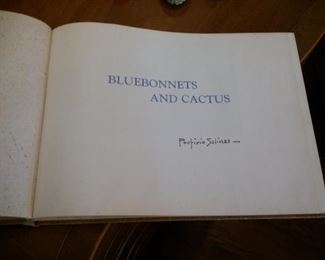 BLUEBONNETS
AND CACTUS
Porfirio Salinas